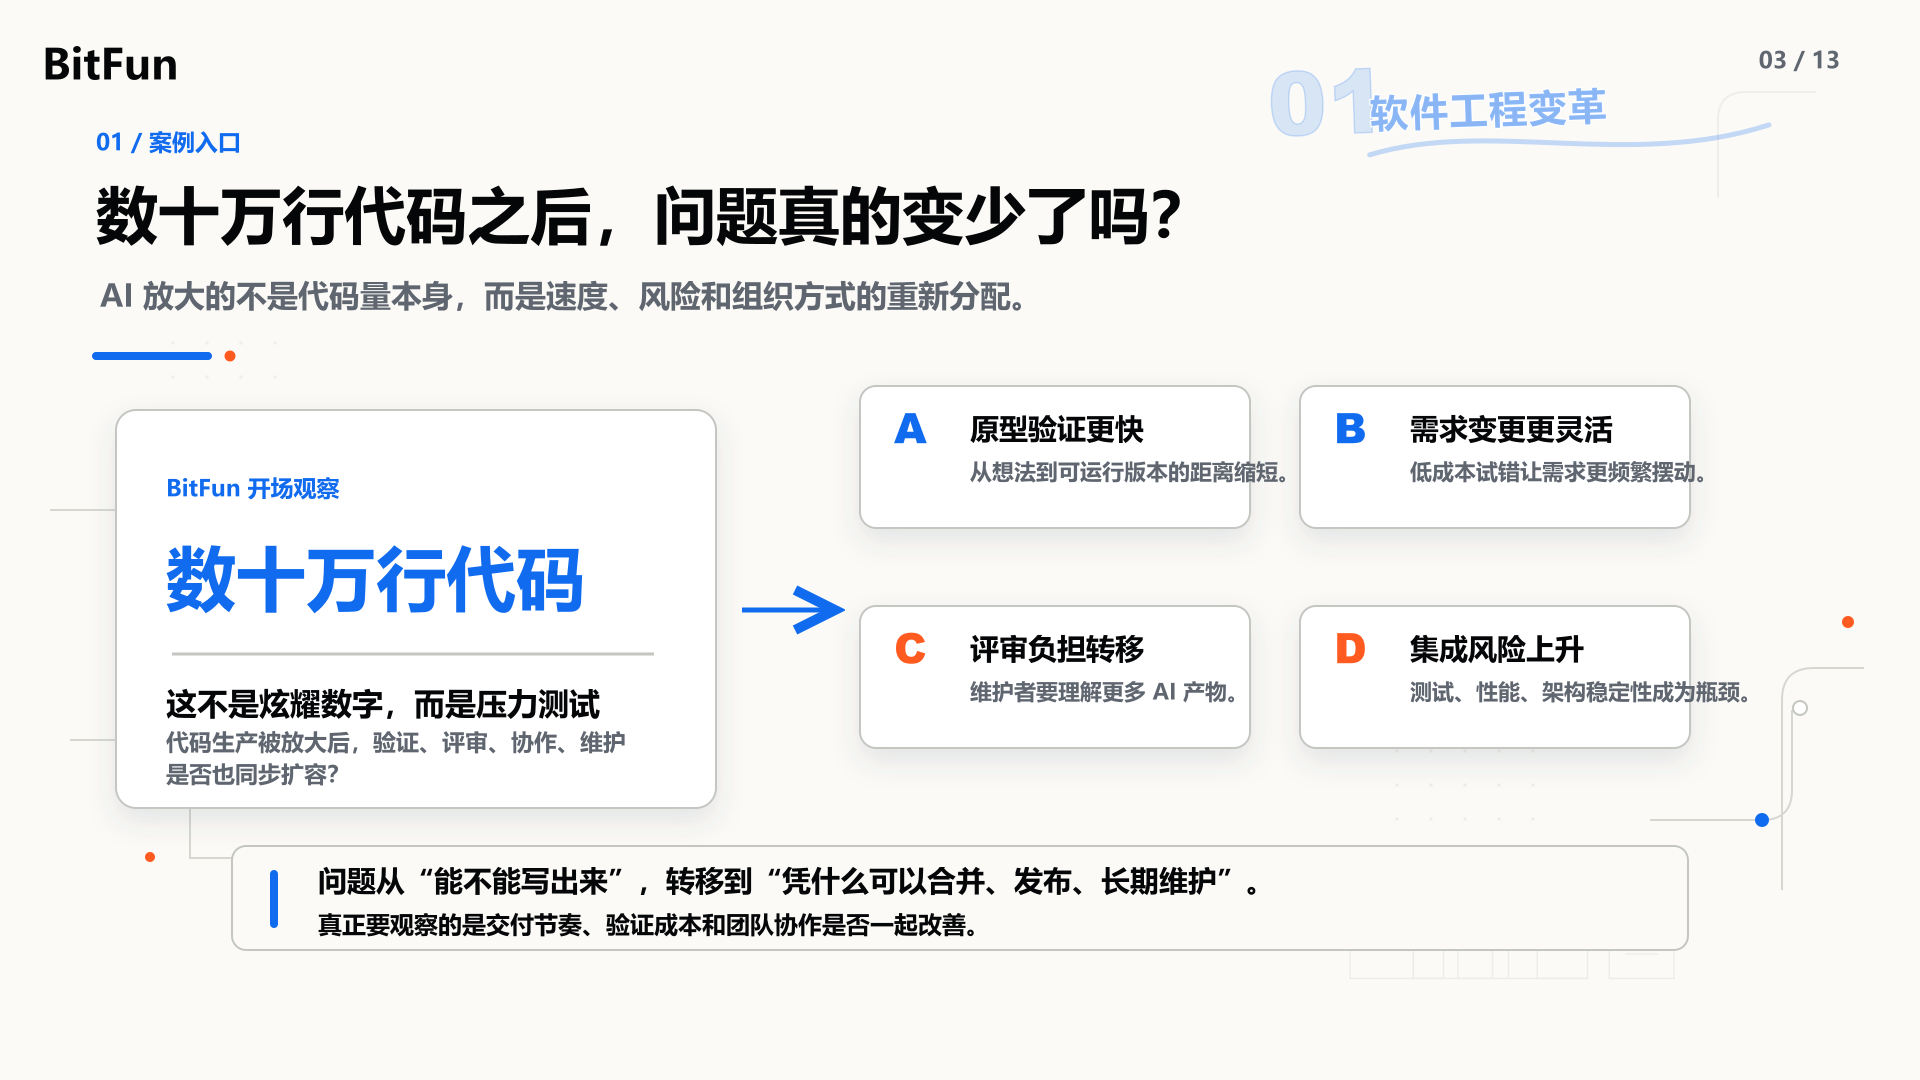 BitFun
03 / 13
01 软件工程变革
01 / 案例入口
数十万行代码之后，问题真的变少了吗？
AI 放大的不是代码量本身，而是速度、风险和组织方式的重新分配。
BitFun 开场观察
数十万行代码
这不是炫耀数字，而是压力测试
代码生产被放大后，验证、评审、协作、维护
是否也同步扩容？
A 原型验证更快
从想法到可运行版本的距离缩短。
B 需求变更更灵活
低成本试错让需求更频繁摆动。
C 评审负担转移
维护者要理解更多 AI 产物。
D 集成风险上升
测试、性能、架构稳定性成为瓶颈。
问题从“能不能写出来”，转移到“凭什么可以合并、发布、长期维护”。
真正要观察的是交付节奏、验证成本和团队协作是否一起改善。